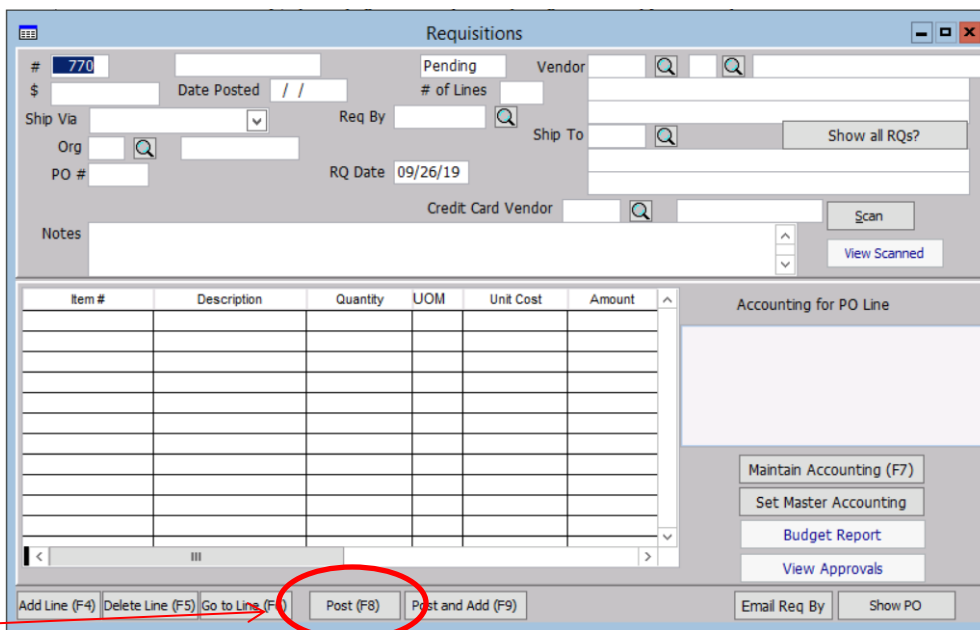 Requisitions
# 770 Pending Vendor
$ Date Posted / / # of Lines
Ship Via Req By
Ship To Show all RQs?
Org
PO # RQ Date 09/26/19
Credit Card Vendor Scan
Notes
View Scanned
Item # Description Quantity UOM Unit Cost Amount
Accounting for PO Line
Maintain Accounting (F7)
Set Master Accounting
Budget Report
View Approvals
Add Line (F4) Delete Line (F5) Go to Line Post (F8) Post and Add (F9) Email Req By Show PO